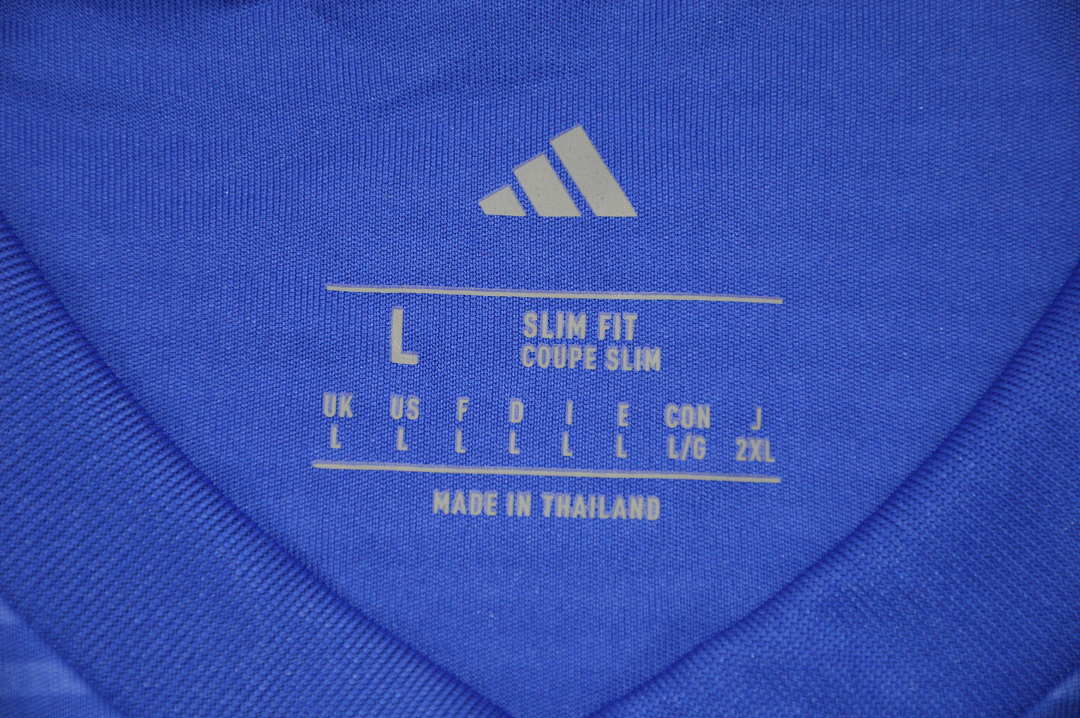 L
SLIM FIT
COUPE SLIM
UK US F D I E CON J
L L L L L L L/G 2XL
MADE IN THAILAND